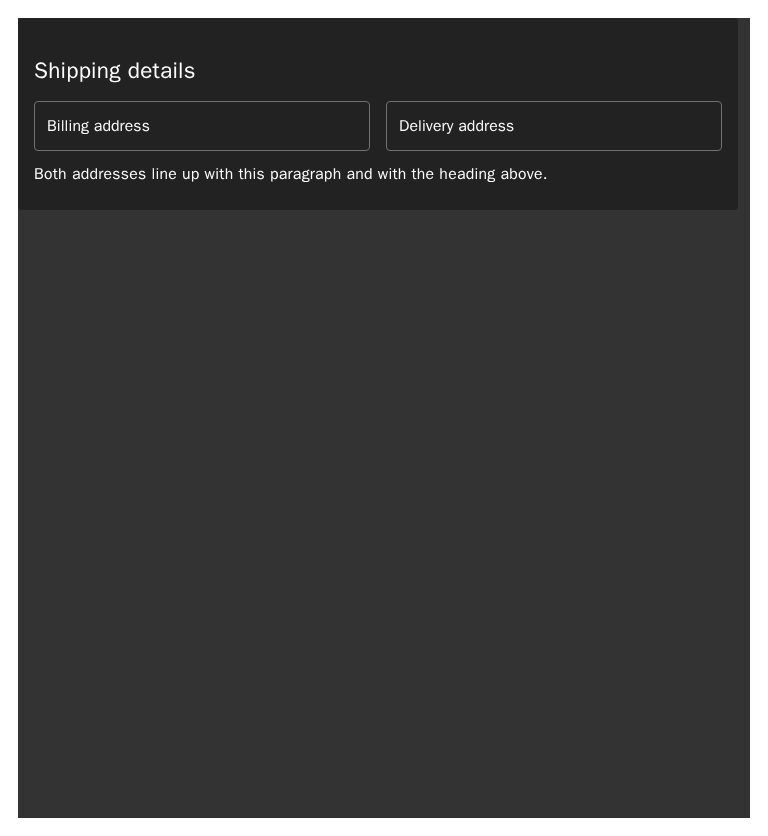 Shipping details
Billing address
Delivery address
Both addresses line up with this paragraph and with the heading above.